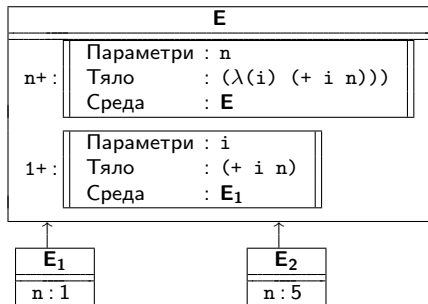 E
n+ : Параметри : n
Тяло : (λ(i) (+ i n)))
Среда : E
1+ : Параметри : i
Тяло : (+ i n)
Среда : E₁
E₁ E₂
n : 1 n : 5